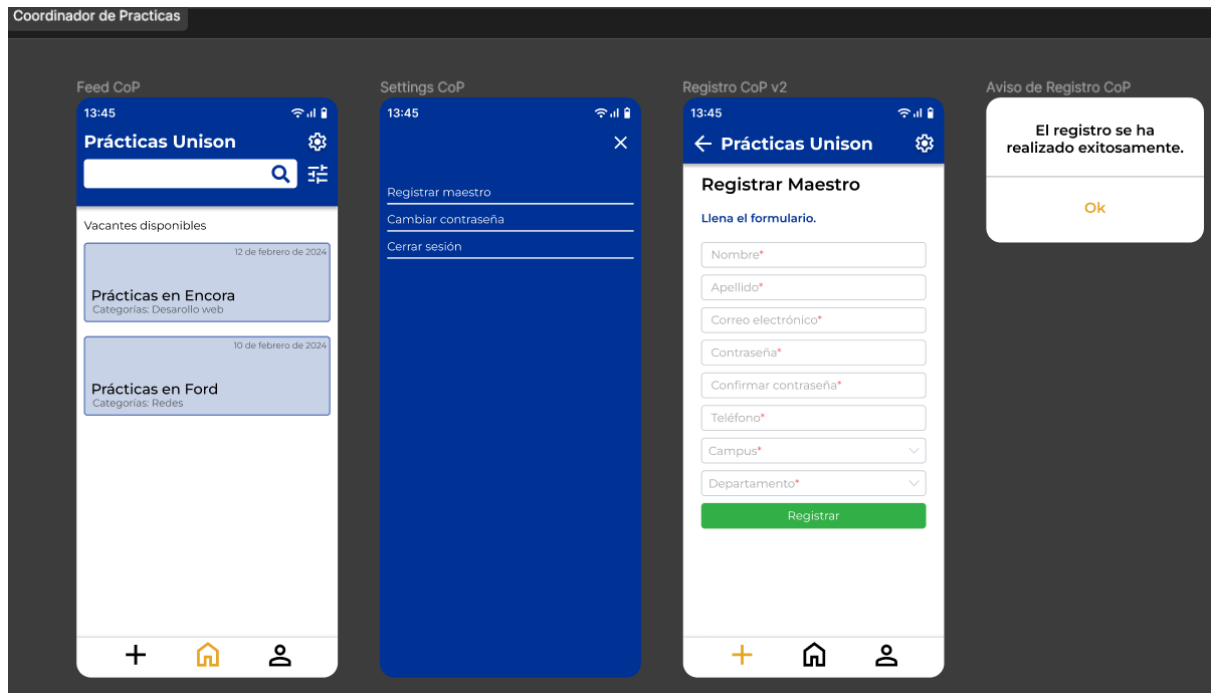 Coordinador de Practicas
Feed CoP
13:45
Prácticas Unison
Vacantes disponibles
12 de febrero de 2024
Prácticas en Encora
Categorías: Desarollo web
10 de febrero de 2024
Prácticas en Ford
Categorías: Redes
Settings CoP
13:45
Registrar maestro
Cambiar contraseña
Cerrar sesión
Registro CoP v2
13:45
Prácticas Unison
Registrar Maestro
Llena el formulario.
Nombre*
Apellido*
Correo electrónico*
Contraseña*
Confirmar contraseña*
Teléfono*
Campus*
Departamento*
Registrar
Aviso de Registro CoP
El registro se ha
realizado exitosamente.
Ok